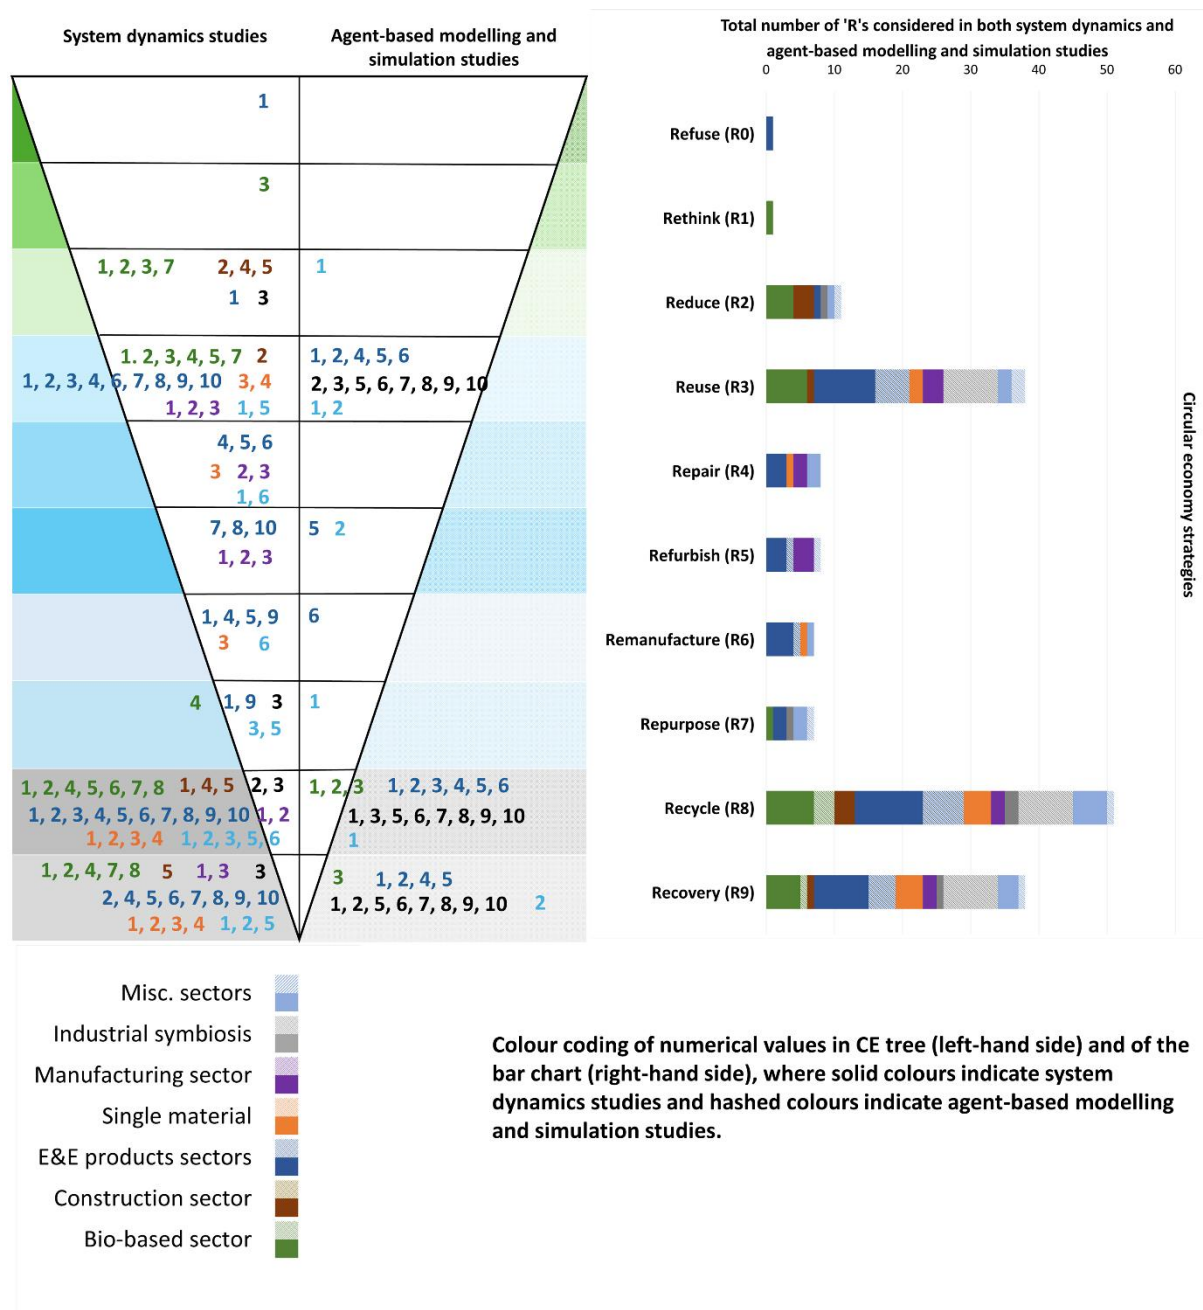 System dynamics studies
Agent-based modelling and
simulation studies
1
3
1, 2, 3, 7 2, 4, 5
1 3
1
1. 2, 3, 4, 5, 7 2
1, 2, 3, 4, 6, 7, 8, 9, 10 3, 4
1, 2, 3 1, 5
1, 2, 4, 5, 6
2, 3, 5, 6, 7, 8, 9, 10
1, 2
4, 5, 6
3 2, 3
1, 6
7, 8, 10
1, 2, 3
5 2
1, 4, 5, 9
3 6
6
4 1, 9 3
3, 5
1
1, 2, 4, 5, 6, 7, 8 1, 4, 5 2, 3
1, 2, 3, 4, 5, 6, 7, 8, 9, 10 1, 2
1, 2, 3, 4 1, 2, 3, 5, 6
1, 2, 3 1, 2, 3, 4, 5, 6
1, 3, 5, 6, 7, 8, 9, 10
1
1, 2, 4, 7, 8 5 1, 3 3
2, 4, 5, 6, 7, 8, 9, 10
1, 2, 3, 4 1, 2, 5
3 1, 2, 4, 5
1, 2, 5, 6, 7, 8, 9, 10 2
Total number of 'R's considered in both system dynamics and
agent-based modelling and simulation studies
0 10 20 30 40 50 60
Refuse (R0)
Rethink (R1)
Reduce (R2)
Reuse (R3)
Repair (R4)
Refurbish (R5)
Remanufacture (R6)
Repurpose (R7)
Recycle (R8)
Recovery (R9)
Circular economy strategies
Misc. sectors
Industrial symbiosis
Manufacturing sector
Single material
E&E products sectors
Construction sector
Bio-based sector
Colour coding of numerical values in CE tree (left-hand side) and of the
bar chart (right-hand side), where solid colours indicate system
dynamics studies and hashed colours indicate agent-based modelling
and simulation studies.